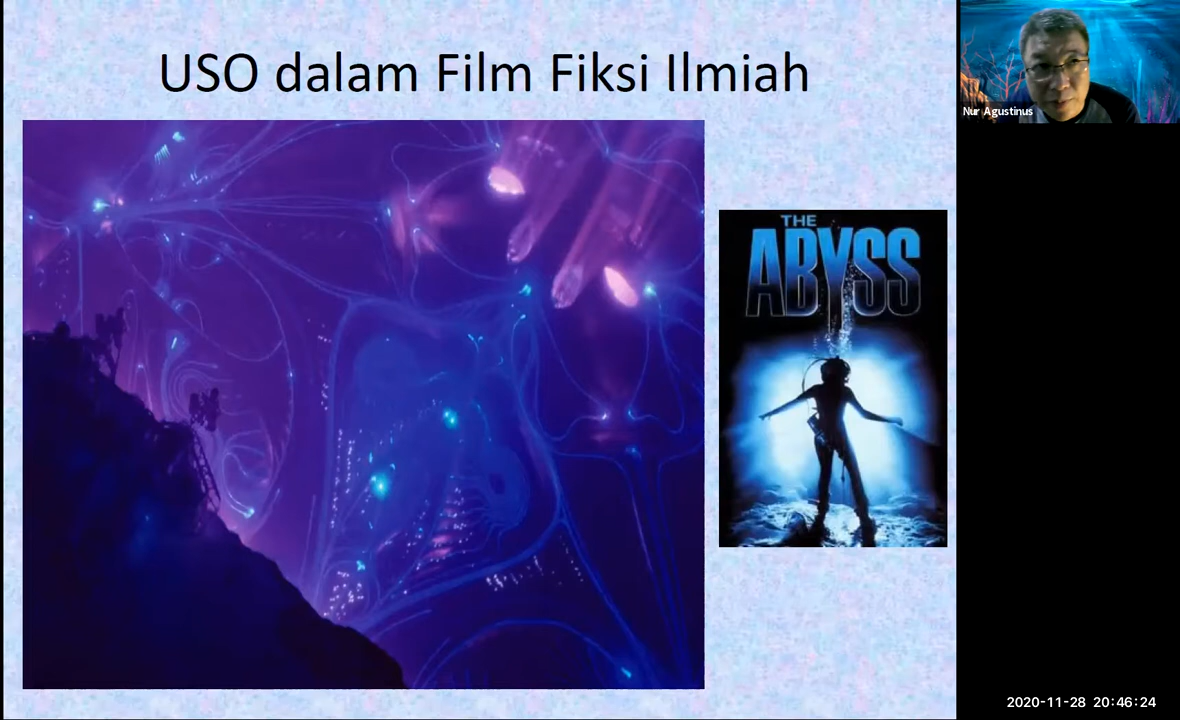 USO dalam Film Fiksi Ilmiah
Nur Agustinus
THE
ABYSS
2020-11-28 20:46:24